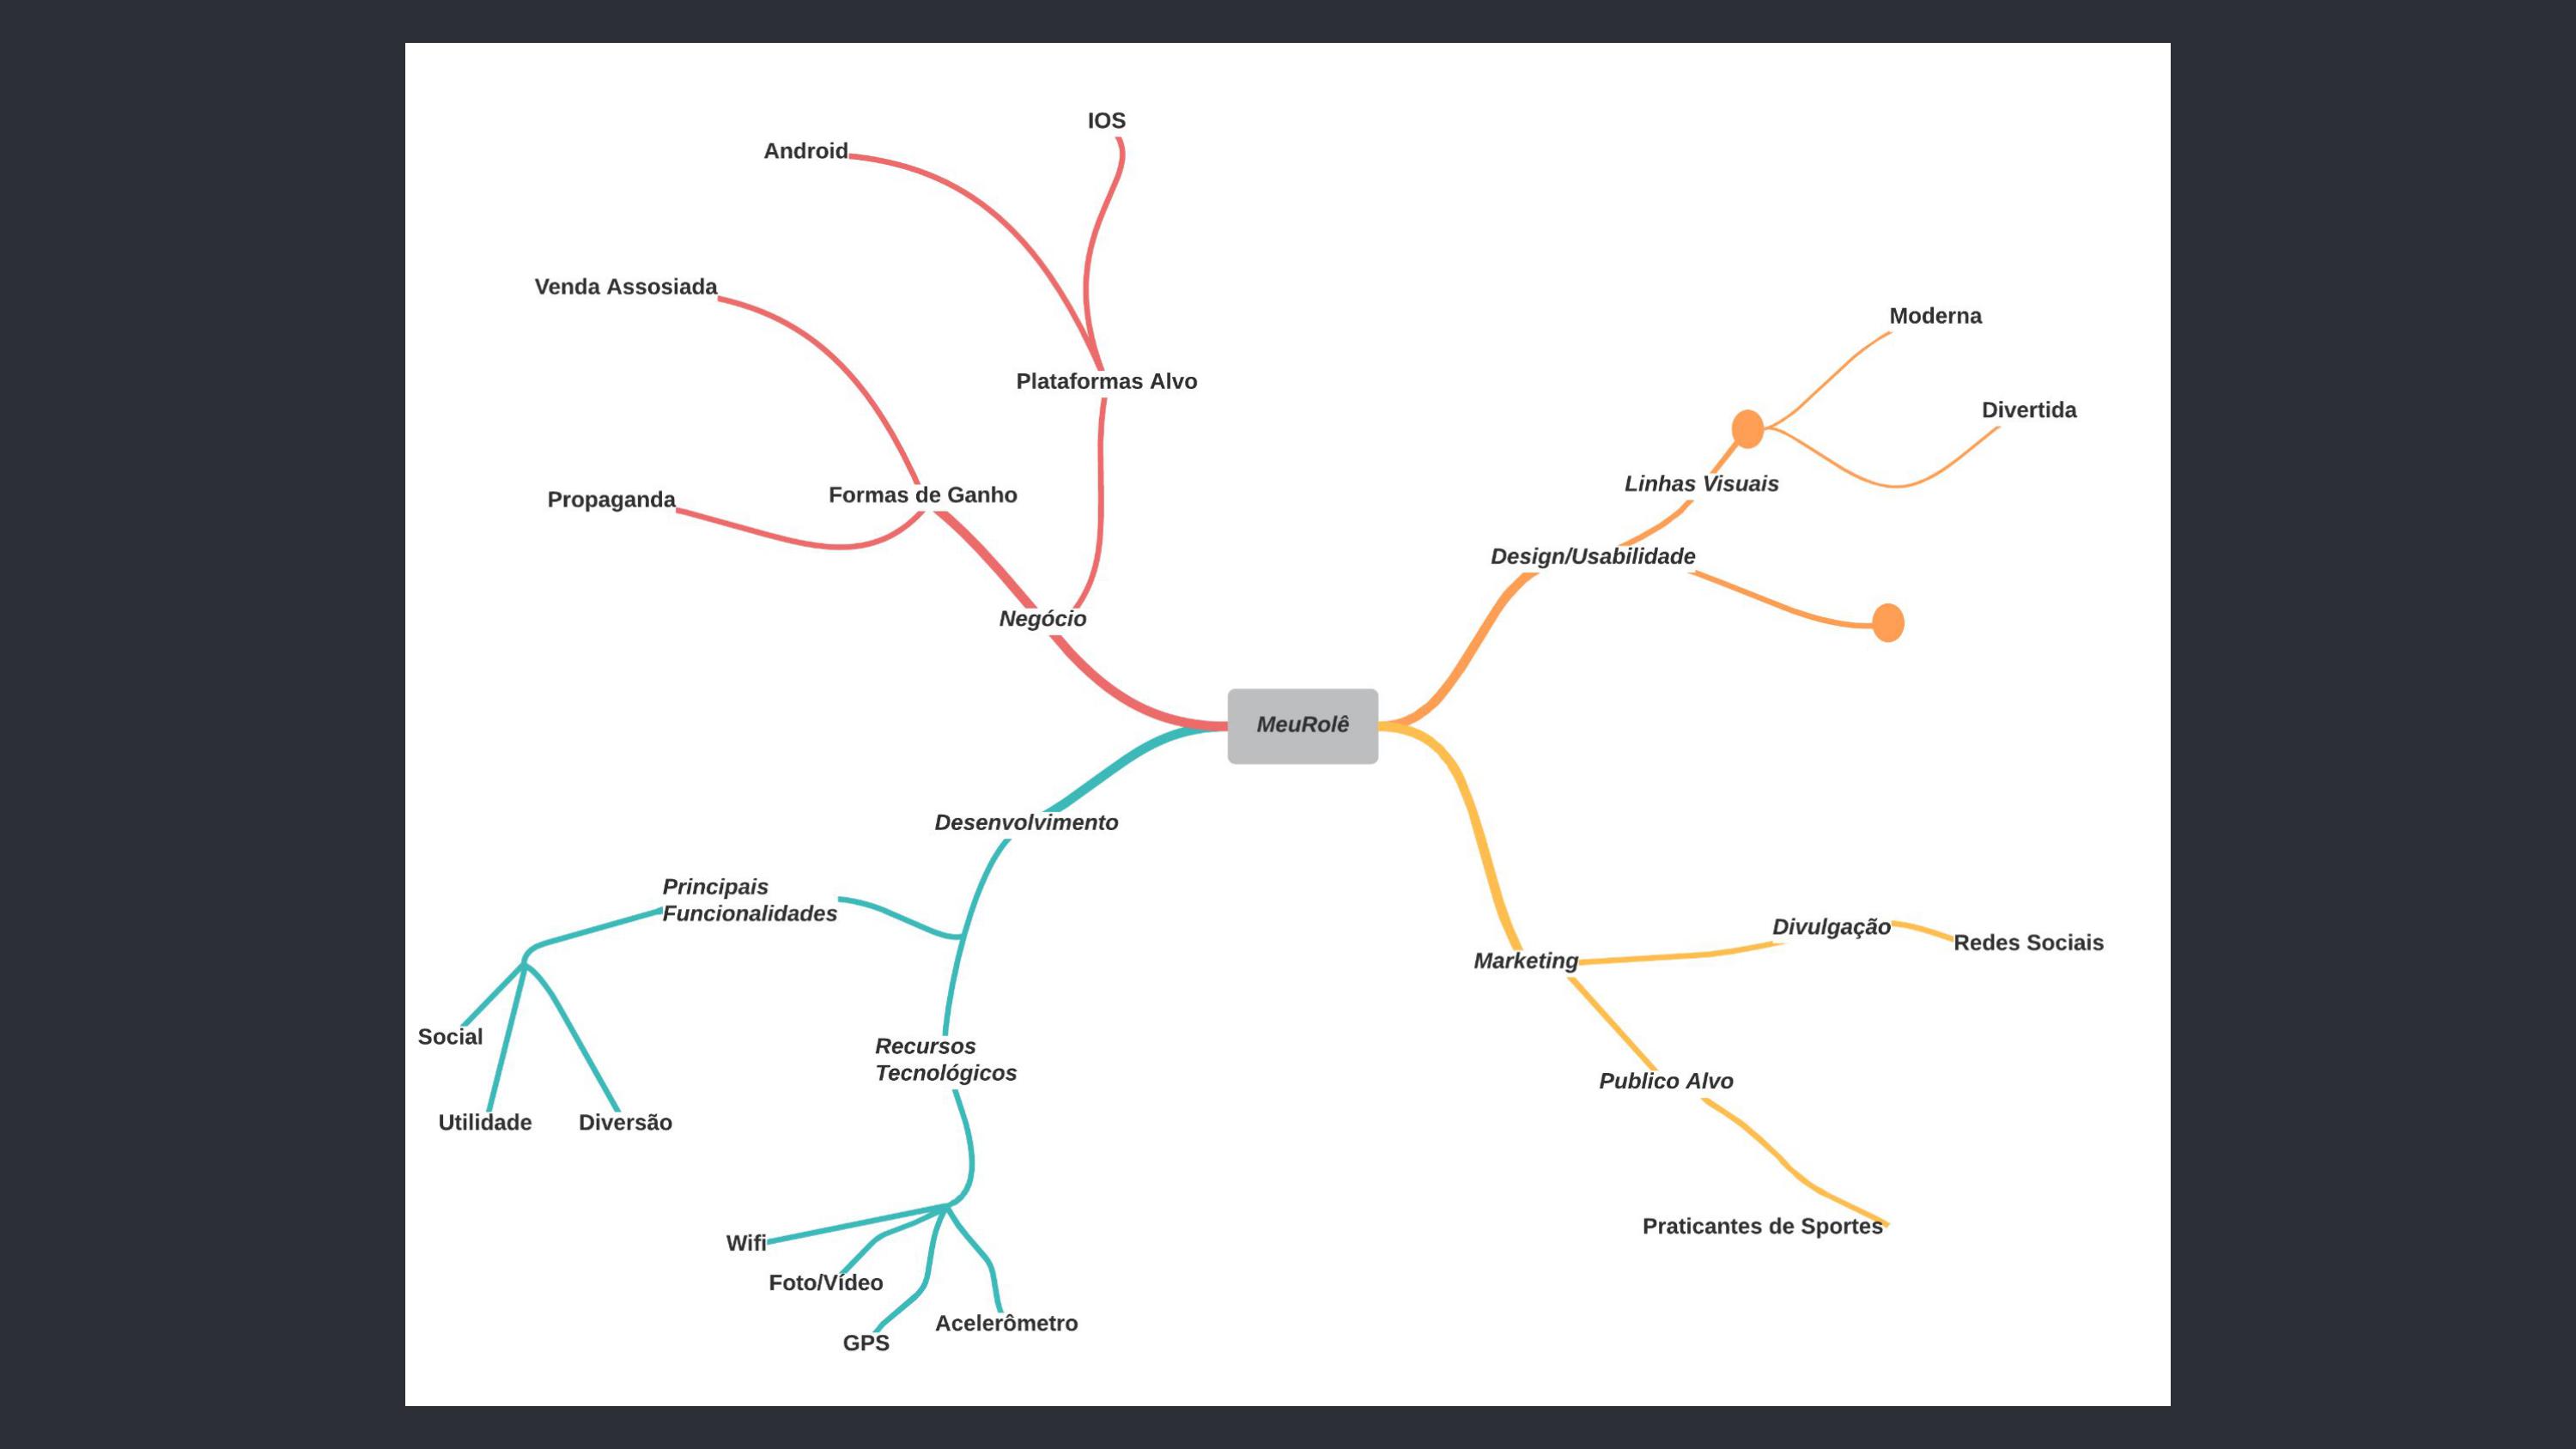 IOS
Android
Venda Assosiada
Plataformas Alvo
Propaganda
Formas de Ganho
Negócio
Moderna
Divertida
Linhas Visuais
Design/Usabilidade
MeuRolê
Desenvolvimento
Principais
Funcionalidades
Social
Utilidade
Diversão
Recursos
Tecnológicos
Wifi
Foto/Vídeo
GPS
Acelerômetro
Marketing
Divulgação
Redes Sociais
Publico Alvo
Praticantes de Sportes